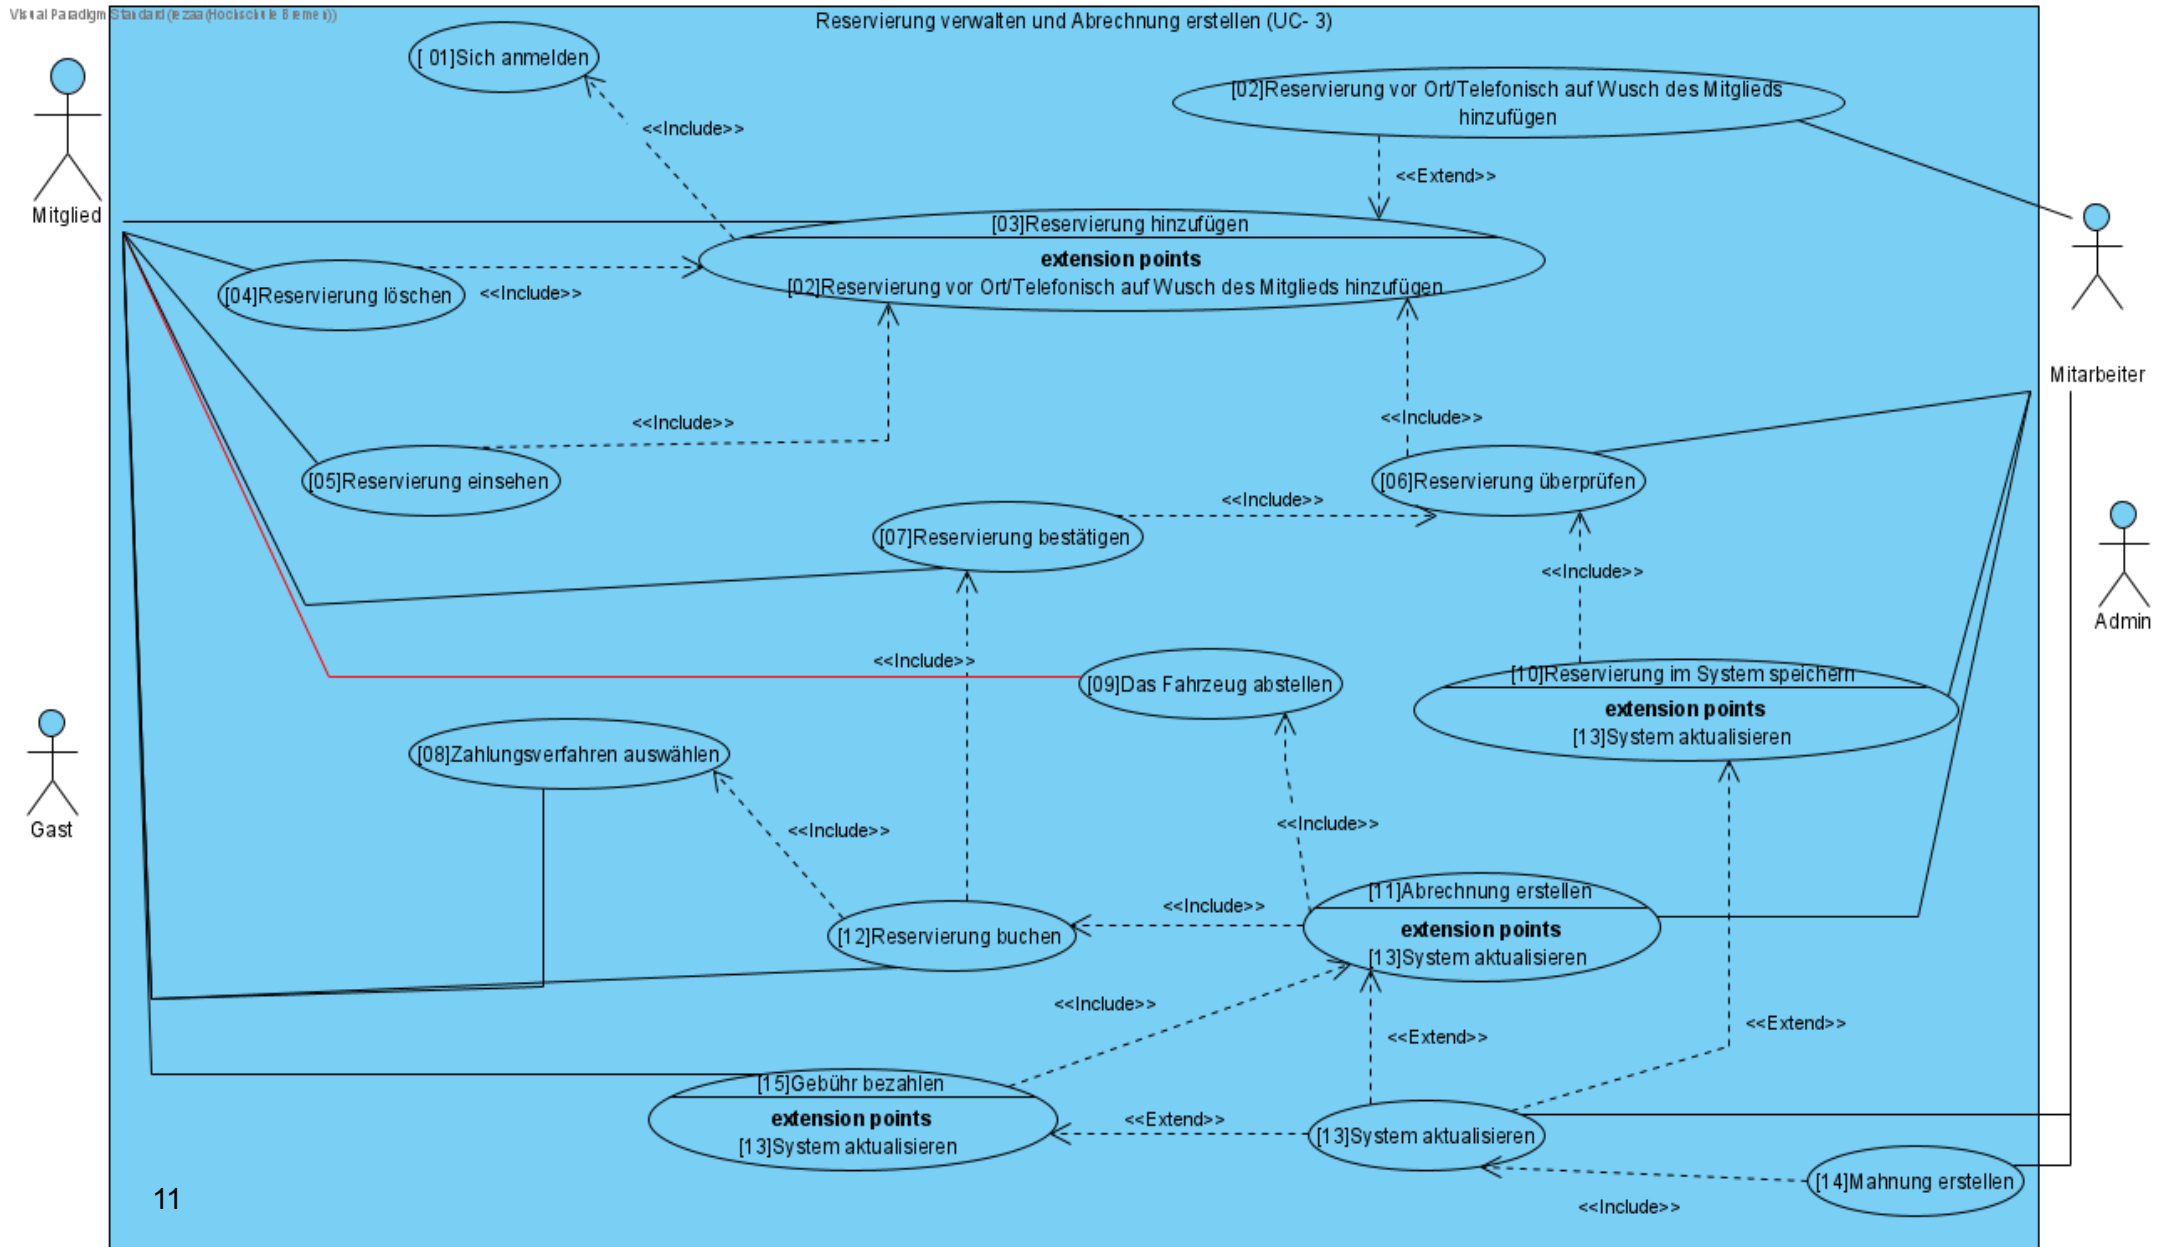 Visual Paradigm Standard (rezaa(Hochschule Bremen))
Reservierung verwalten und Abrechnung erstellen (UC- 3)
[ 01]Sich anmelden
[02]Reservierung vor Ort/Telefonisch auf Wusch des Mitglieds
hinzufügen
<<Include>>
<<Extend>>
Mitglied
[03]Reservierung hinzufügen
extension points
[02]Reservierung vor Ort/Telefonisch auf Wusch des Mitglieds hinzufügen
[04]Reservierung löschen
<<Include>>
Mitarbeiter
<<Include>>
<<Include>>
[05]Reservierung einsehen
[06]Reservierung überprüfen
<<Include>>
[07]Reservierung bestätigen
<<Include>>
Admin
<<Include>>
[09]Das Fahrzeug abstellen
[10]Reservierung im System speichern
extension points
[13]System aktualisieren
[08]Zahlungsverfahren auswählen
Gast
<<Include>>
<<Include>>
[11]Abrechnung erstellen
extension points
[13]System aktualisieren
<<Include>>
[12]Reservierung buchen
<<Include>>
<<Extend>>
<<Extend>>
[15]Gebühr bezahlen
extension points
[13]System aktualisieren
<<Extend>>
[13]System aktualisieren
[14]Mahnung erstellen
<<Include>>
11